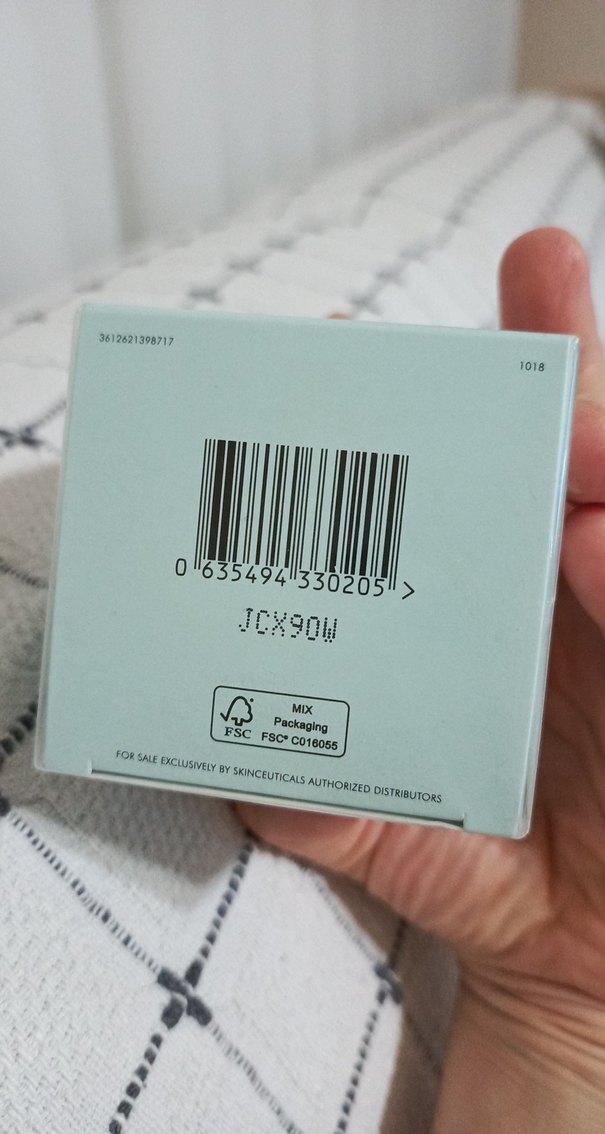 3612621398717
1018
0 635494 330205 >
JCX90W
MIX
Packaging
FSC
FSC® C016055
FOR SALE EXCLUSIVELY BY SKINCEUTICALS AUTHORIZED DISTRIBUTORS